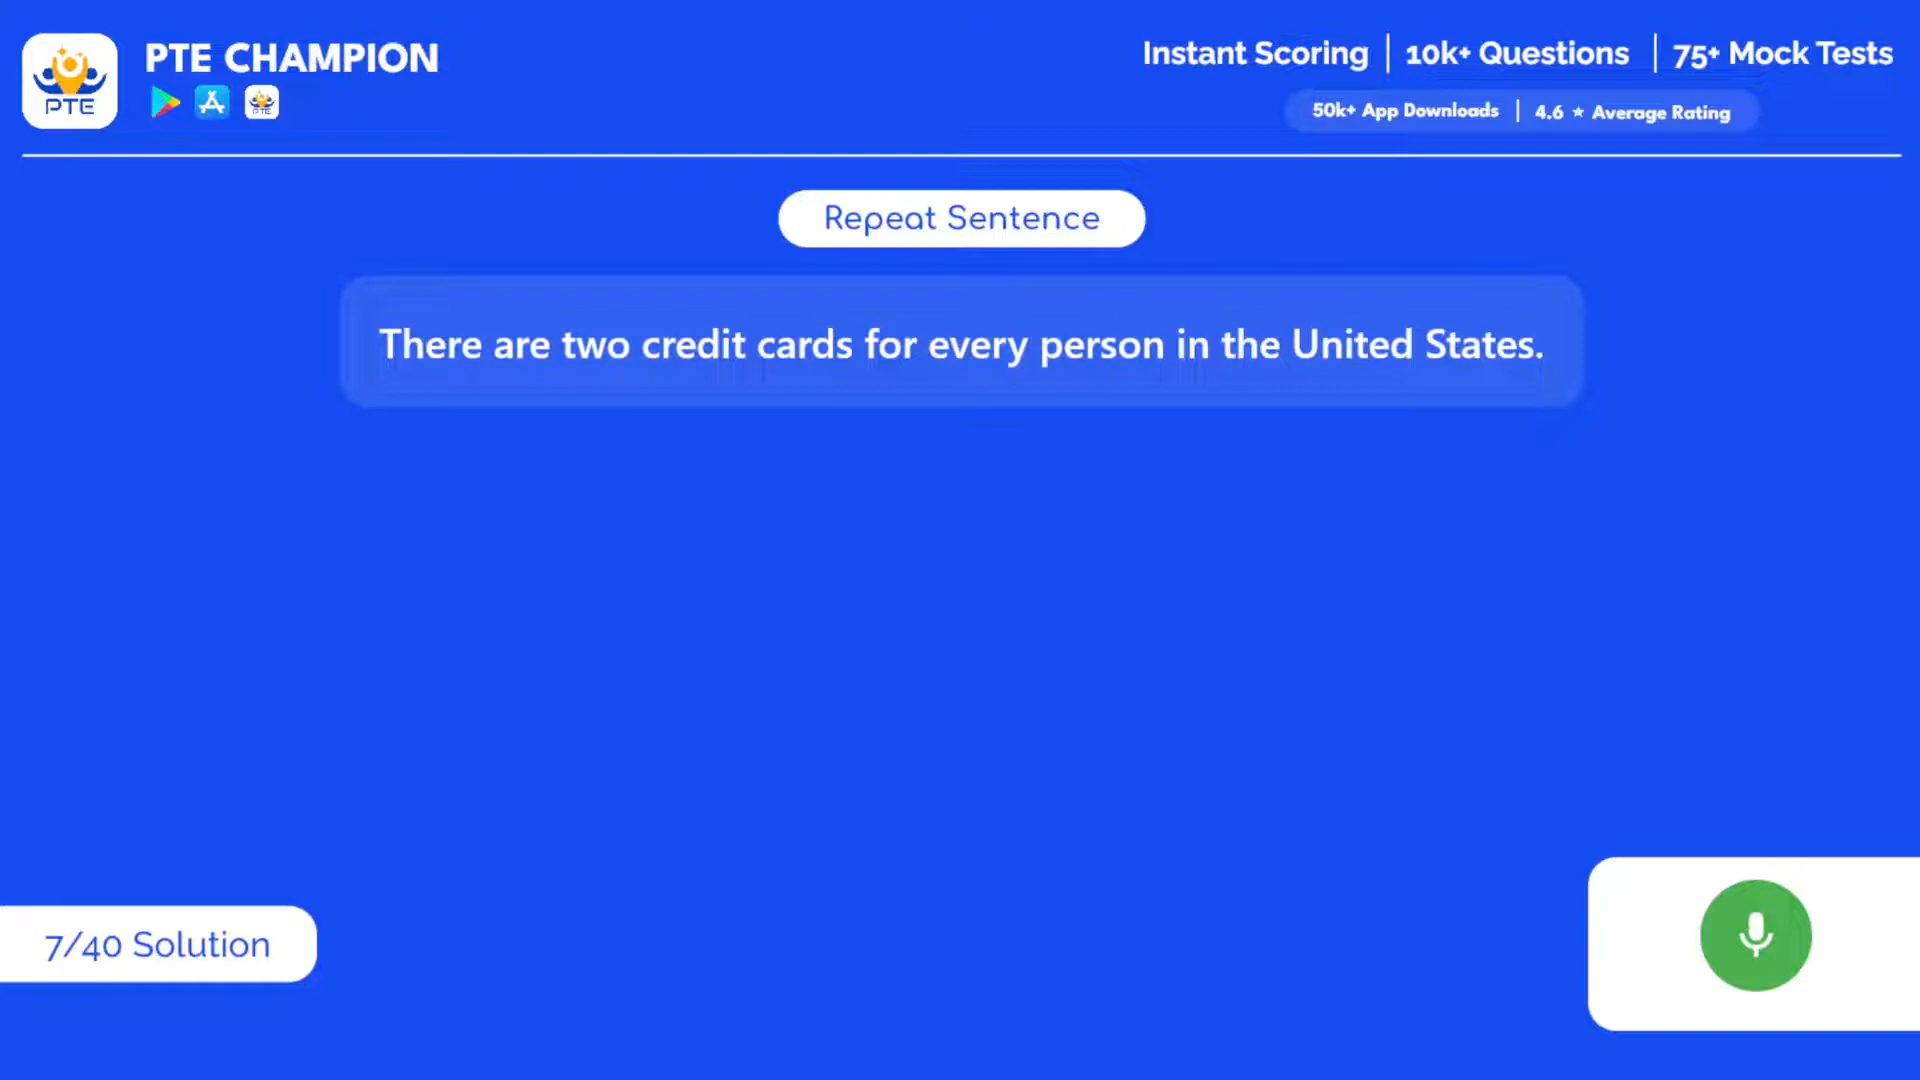 PTE CHAMPION
PTE
PTE
Instant Scoring | 10k+ Questions | 75+ Mock Tests
50k+ App Downloads | 4.6 ★ Average Rating
Repeat Sentence
There are two credit cards for every person in the United States.
7/40 Solution